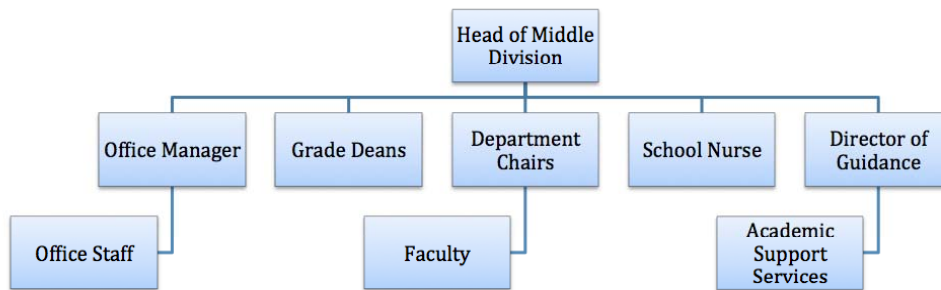 Head of Middle
Division
Office Manager
Grade Deans
Department
Chairs
School Nurse
Director of
Guidance
Office Staff
Faculty
Academic
Support
Services